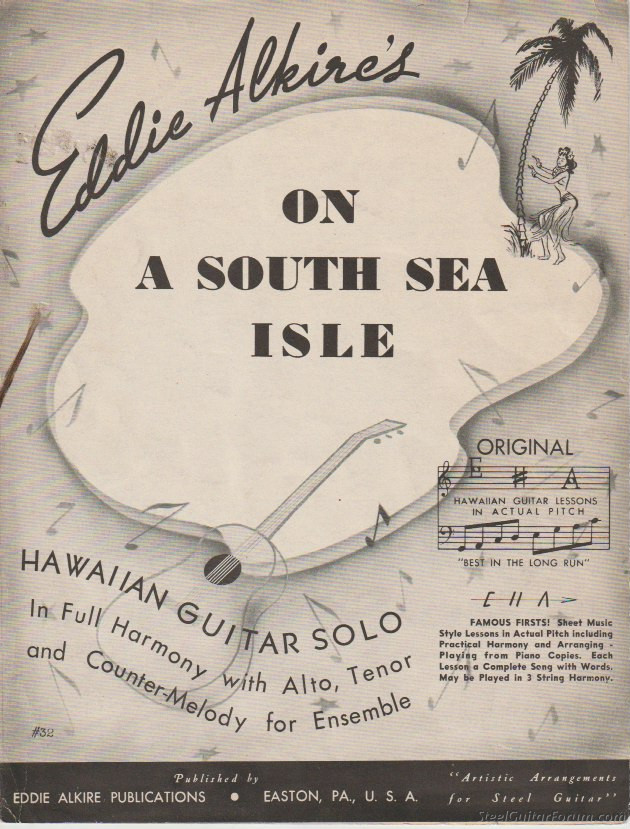 Eddie Alkire's
ON
A SOUTH SEA
ISLE
ORIGINAL
E # A
HAWAIIAN GUITAR LESSONS
IN ACTUAL PITCH
"BEST IN THE LONG RUN"
E H A
FAMOUS FIRSTS! Sheet Music
Style Lessons in Actual Pitch including
Practical Harmony and Arranging -
Playing from Piano Copies. Each
Lesson a Complete Song with Words.
May be Played in 3 String Harmony.
HAWAIIAN GUITAR SOLO
In Full Harmony with Alto, Tenor
and Counter-Melody for Ensemble
#32
Published by
EDDIE ALKIRE PUBLICATIONS • EASTON, PA., U. S. A.
"Artistic Arrangements
for Steel Guitar"
SteelGuitarForum.com